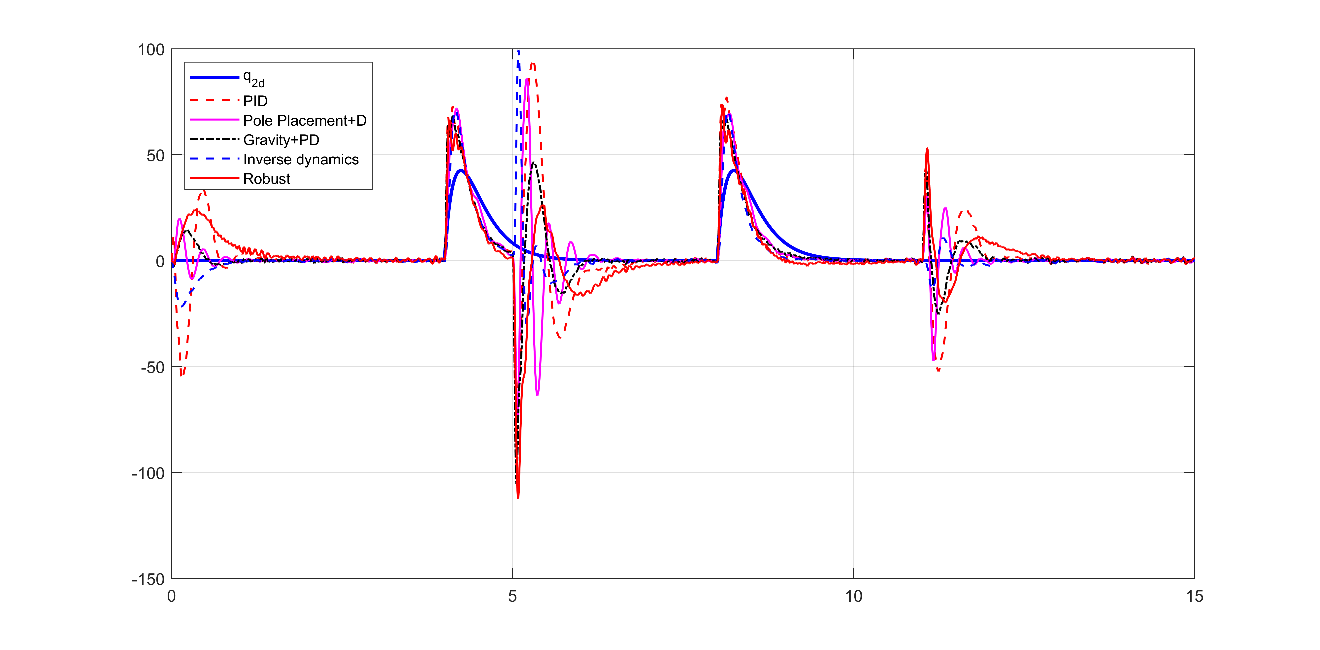 100
50
0
-50
-100
-150
q2d
PID
Pole Placement+D
Gravity+PD
Inverse dynamics
Robust
0 5 10 15